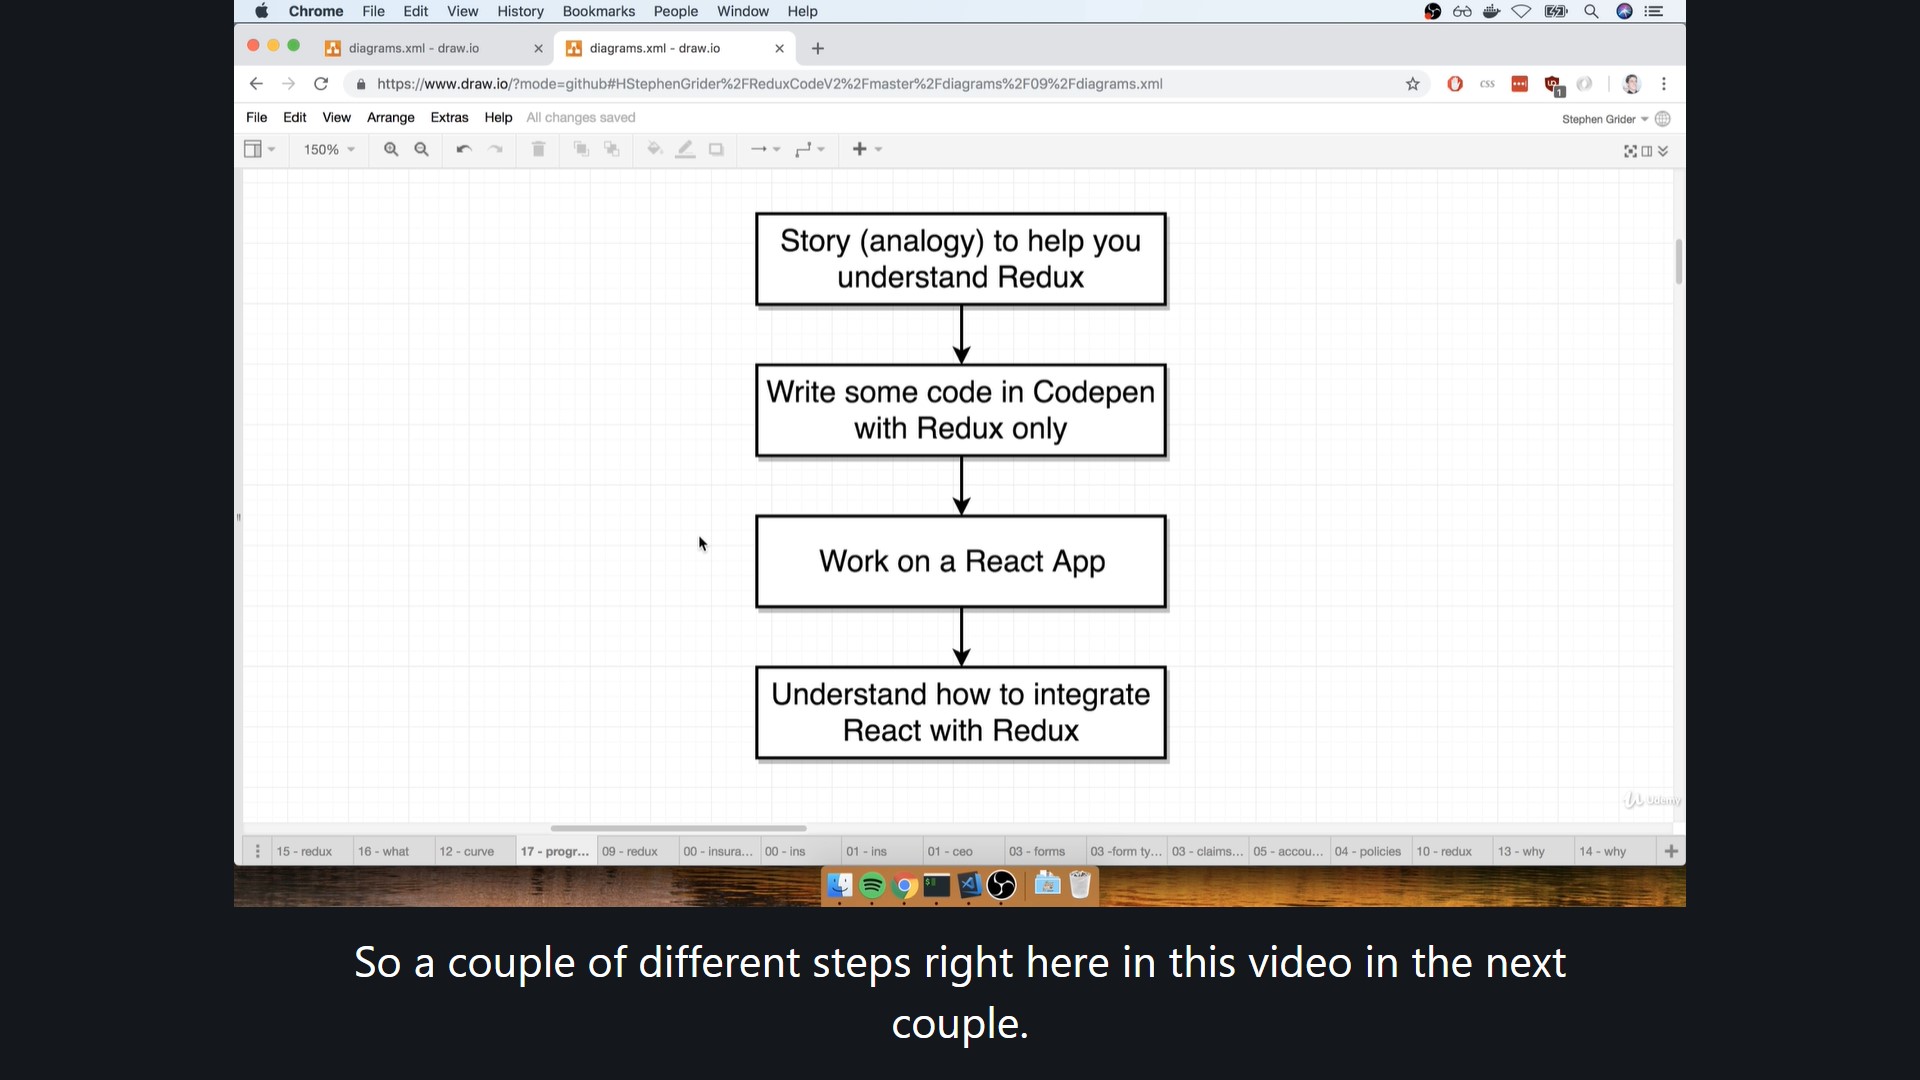 Chrome File Edit View History Bookmarks People Window Help
diagrams.xml - draw.io
diagrams.xml - draw.io
https://www.draw.io/?mode=github#HStephenGrider%2FReduxCodeV2%2Fmaster%2Fdiagrams%2F09%2Fdiagrams.xml
css
1
File Edit View Arrange Extras Help All changes saved
Stephen Grider
150%
Story (analogy) to help you
understand Redux
Write some code in Codepen
with Redux only
Work on a React App
Understand how to integrate
React with Redux
Udemy
15 - redux
16 - what
12 - curve
17 - progr...
09 - redux
00 - insura...
00 - ins
01 - ins
01 - ceo
03 - forms
03 -form ty...
03 - claims...
05 - accou...
04 - policies
10 - redux
13 - why
14 - why
So a couple of different steps right here in this video in the next
couple.